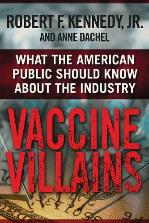 ROBERT F. KENNEDY, JR.
AND ANNE DACHEL
WHAT THE AMERICAN
PUBLIC SHOULD KNOW
ABOUT THE INDUSTRY
VACCINE
VILLAINS